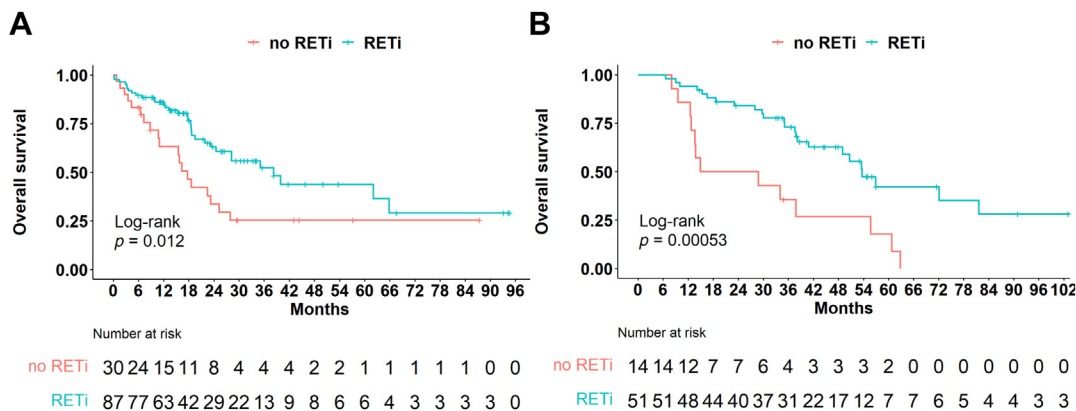 A
no RETi RETi
Overall survival
1.00
0.75
0.50
0.25
0.00
Log-rank
p = 0.012
0 6 12 18 24 30 36 42 48 54 60 66 72 78 84 90 96
Months
Number at risk
no RETi 30 24 15 11 8 4 4 4 2 2 1 1 1 1 1 0 0
RETi 87 77 63 42 29 22 13 9 8 6 6 4 3 3 3 3 0
B
no RETi RETi
Overall survival
1.00
0.75
0.50
0.25
0.00
Log-rank
p = 0.00053
0 6 12 18 24 30 36 42 48 54 60 66 72 78 84 90 96 102
Months
Number at risk
no RETi 14 14 12 7 7 6 4 3 3 3 2 0 0 0 0 0 0 0
RETi 51 51 48 44 40 37 31 22 17 12 7 7 6 5 4 4 3 3